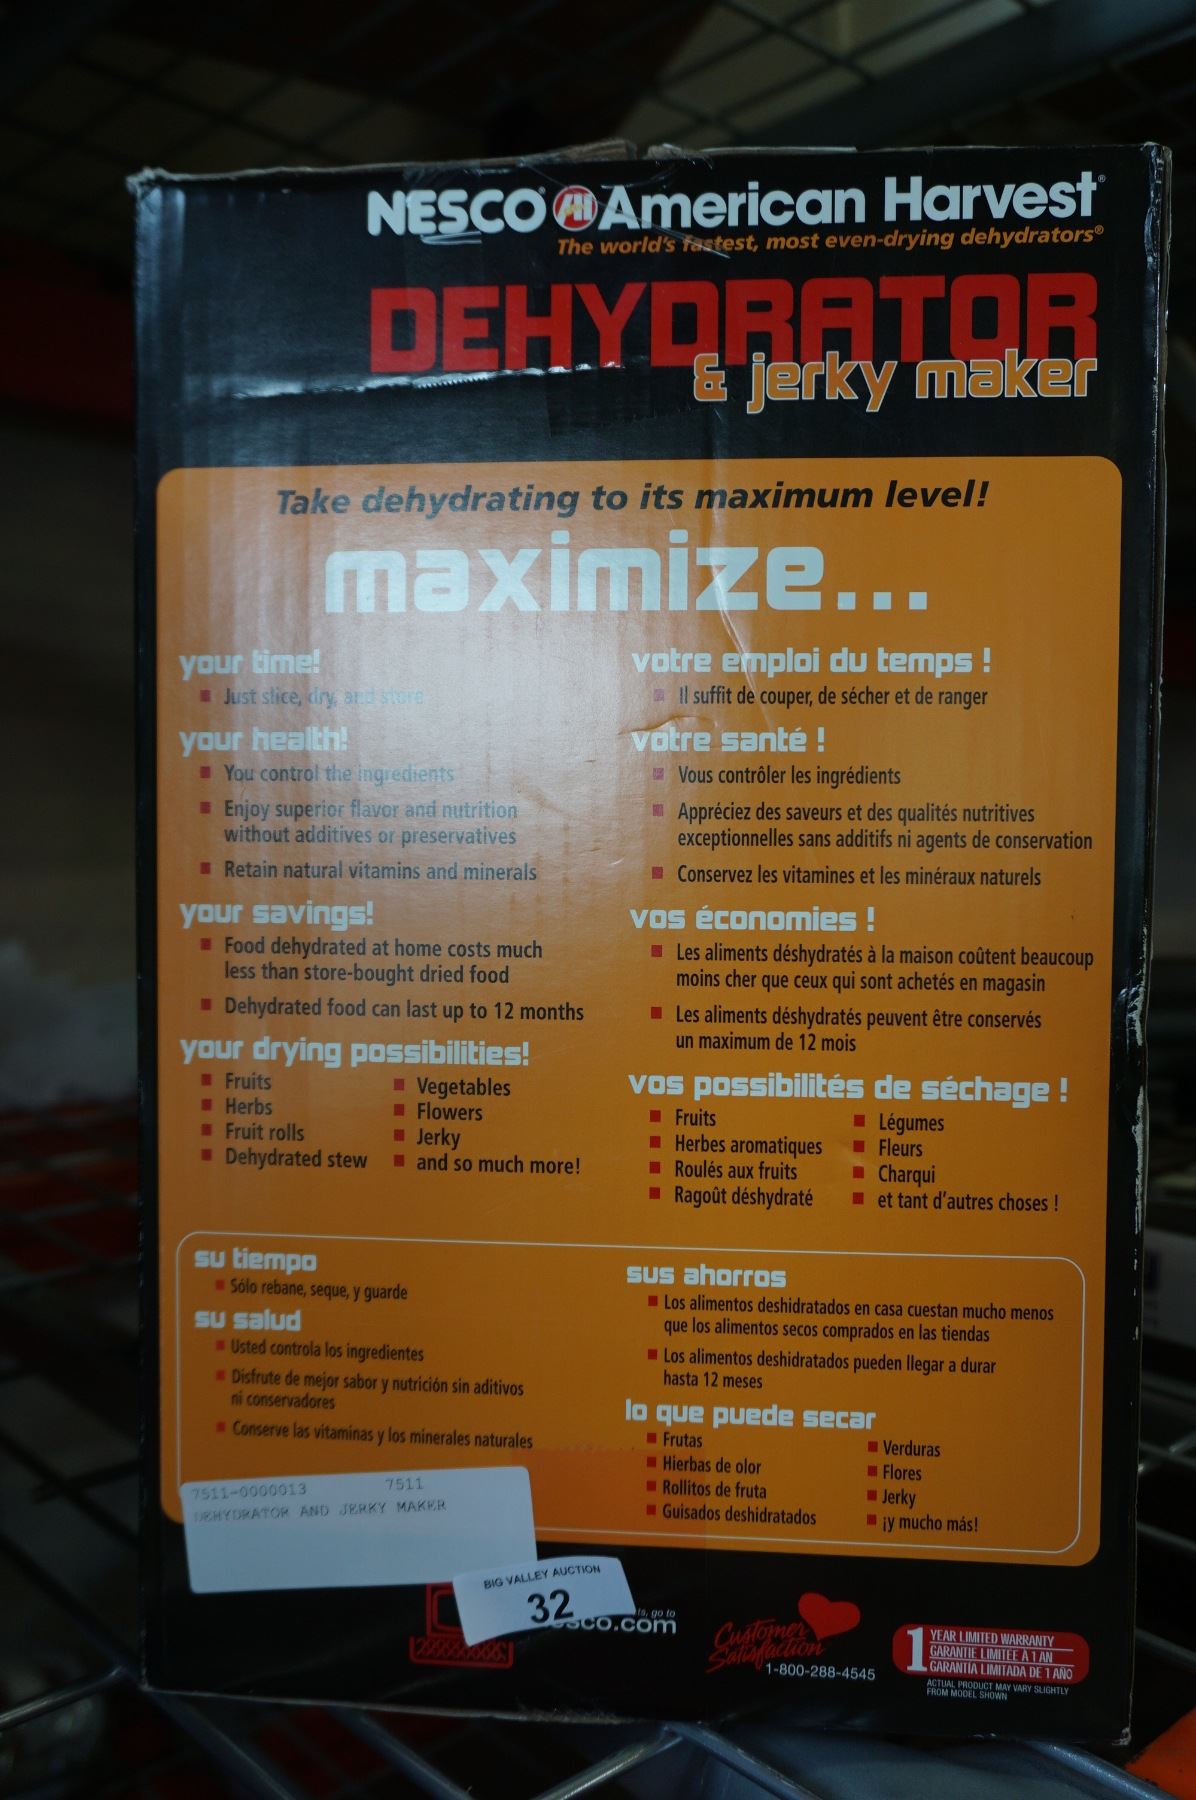 NESCO® AH American Harvest®
The world's fastest, most even-drying dehydrators®
DEHYDRATOR
& jerky maker
Take dehydrating to its maximum level!
maximize...
your time!
Just slice, dry, and store
your health!
You control the ingredients
Enjoy superior flavor and nutrition
without additives or preservatives
Retain natural vitamins and minerals
your savings!
Food dehydrated at home costs much
less than store-bought dried food
Dehydrated food can last up to 12 months
your drying possibilities!
Fruits
Herbs
Fruit rolls
Dehydrated stew
Vegetables
Flowers
Jerky
and so much more!
votre emploi du temps !
Il suffit de couper, de sécher et de ranger
votre santé !
Vous contrôler les ingrédients
Appréciez des saveurs et des qualités nutritives
exceptionnelles sans additifs ni agents de conservation
Conservez les vitamines et les minéraux naturels
vos économies !
Les aliments déshydratés à la maison coûtent beaucoup
moins cher que ceux qui sont achetés en magasin
Les aliments déshydratés peuvent être conservés
un maximum de 12 mois
vos possibilités de séchage !
Fruits
Herbes aromatiques
Roulés aux fruits
Ragoût déshydraté
Légumes
Fleurs
Charqui
et tant d'autres choses !
su tiempo
Sólo rebane, seque, y guarde
su salud
Usted controla los ingredientes
Disfrute de mejor sabor y nutrición sin aditivos
ni conservadores
Conserve las vitaminas y los minerales naturales
sus ahorros
Los alimentos deshidratados en casa cuestan mucho menos
que los alimentos secos comprados en las tiendas
Los alimentos deshidratados pueden llegar a durar
hasta 12 meses
lo que puede secar
Frutas
Hierbas de olor
Rollitos de fruta
Guisados deshidratados
Verduras
Flores
Jerky
¡y mucho más!
7511-0000013 7511
DEHYDRATOR AND JERKY MAKER
BIG VALLEY AUCTION
32
go to
sco.com
Customer
Satisfaction
1-800-288-4545
1 YEAR LIMITED WARRANTY
GARANTIE LIMITÉE À 1 AN
GARANTÍA LIMITADA DE 1 AÑO
ACTUAL PRODUCT MAY VARY SLIGHTLY
FROM MODEL SHOWN